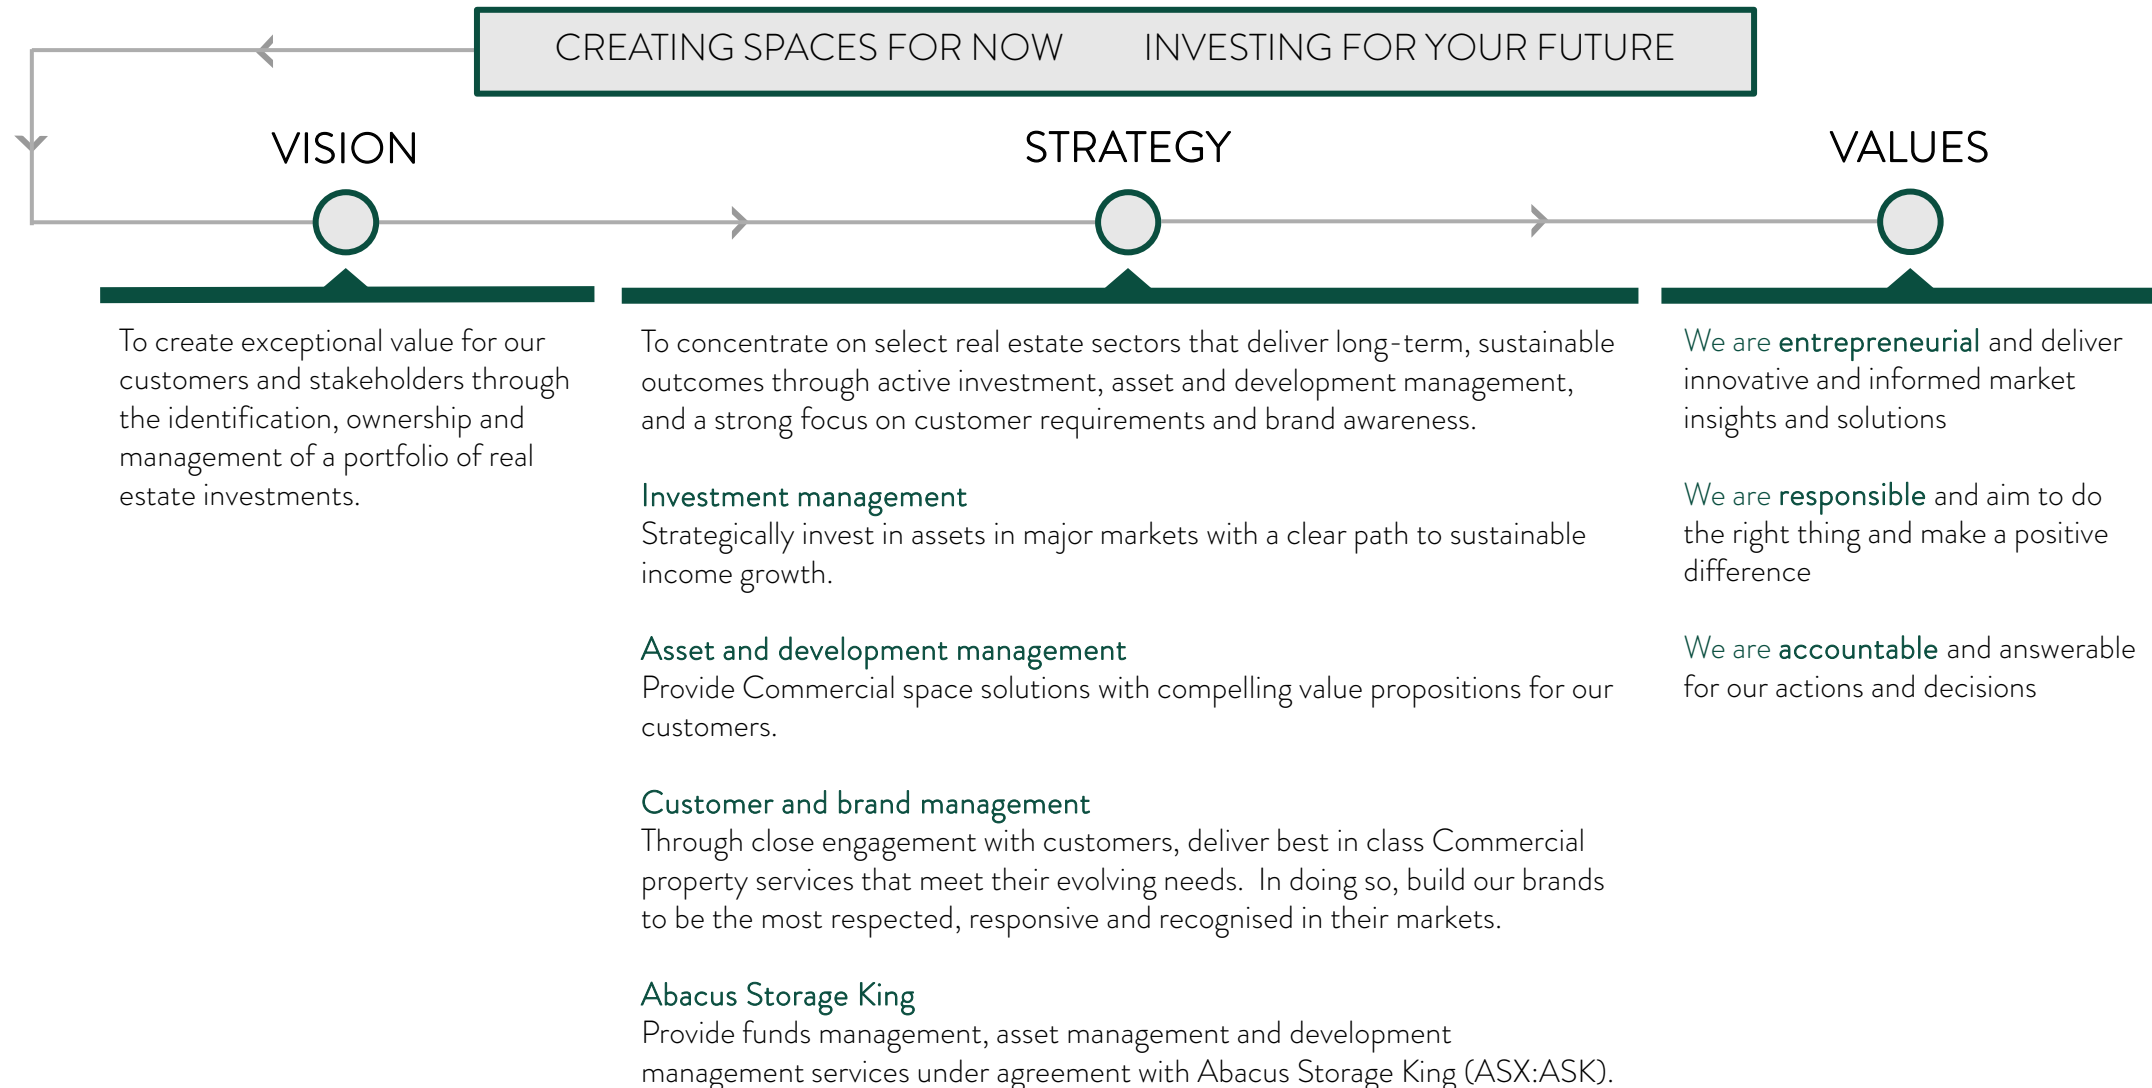 CREATING SPACES FOR NOW INVESTING FOR YOUR FUTURE
VISION
To create exceptional value for our
customers and stakeholders through
the identification, ownership and
management of a portfolio of real
estate investments.
STRATEGY
To concentrate on select real estate sectors that deliver long-term, sustainable
outcomes through active investment, asset and development management,
and a strong focus on customer requirements and brand awareness.
Investment management
Strategically invest in assets in major markets with a clear path to sustainable
income growth.
Asset and development management
Provide Commercial space solutions with compelling value propositions for our
customers.
Customer and brand management
Through close engagement with customers, deliver best in class Commercial
property services that meet their evolving needs.  In doing so, build our brands
to be the most respected, responsive and recognised in their markets.
Abacus Storage King
Provide funds management, asset management and development
management services under agreement with Abacus Storage King (ASX:ASK).
VALUES
We are entrepreneurial and deliver
innovative and informed market
insights and solutions
We are responsible and aim to do
the right thing and make a positive
difference
We are accountable and answerable
for our actions and decisions